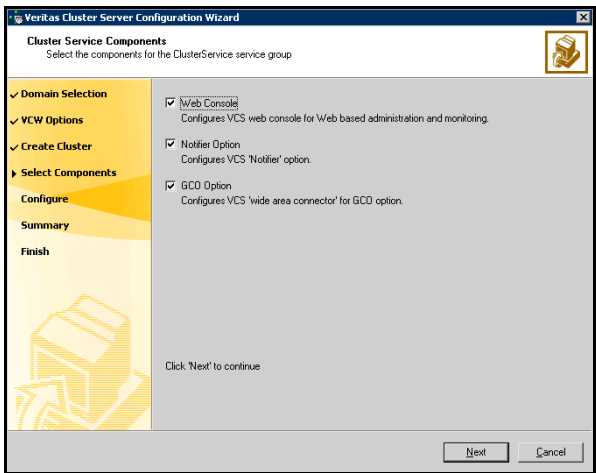 Veritas Cluster Server Configuration Wizard
Cluster Service Components
Select the components for the ClusterService service group
Domain Selection
VCW Options
Create Cluster
Select Components
Configure
Summary
Finish
Web Console
Configures VCS web console for Web based administration and monitoring.
Notifier Option
Configures VCS 'Notifier' option.
GCO Option
Configures VCS 'wide area connector' for GCO option.
Click 'Next' to continue
Next
Cancel